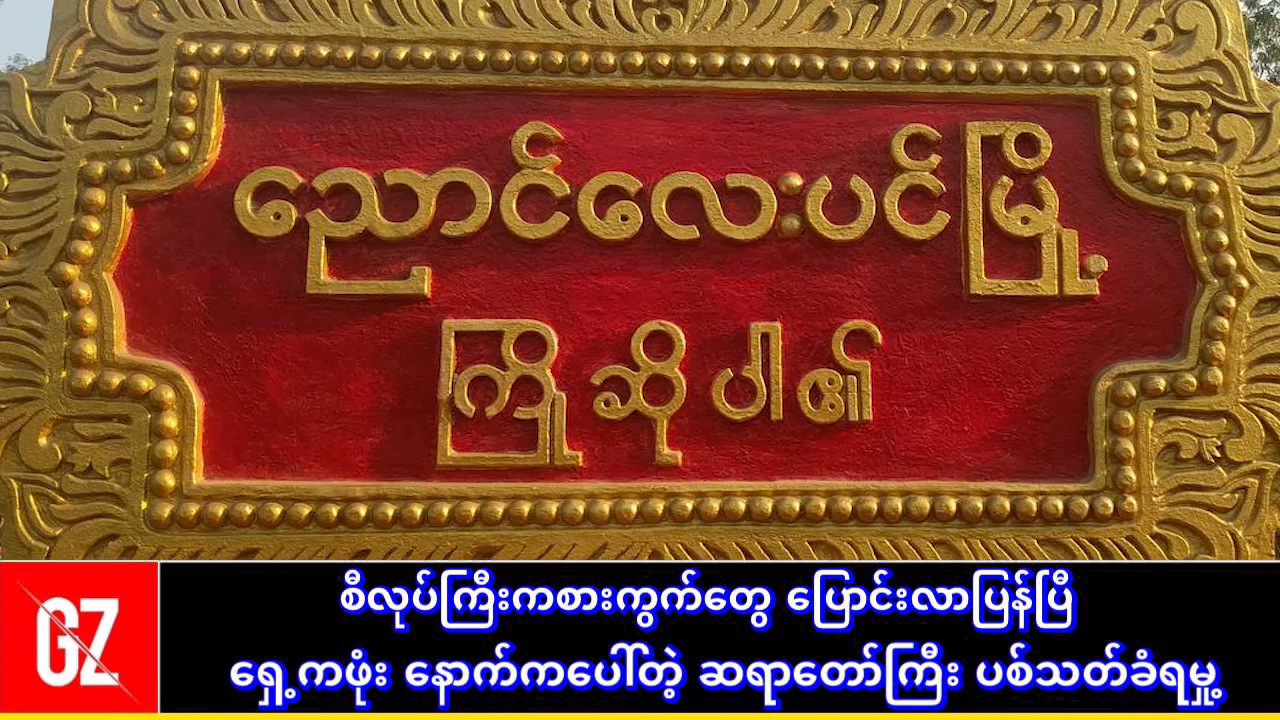 ညောင်လေးပင်မြို့
ကြိုဆိုပါ၏
GZ
စီလုပ်ကြီးကစားကွက်တွေ ပြောင်းလာပြန်ပြီ
ရှေ့ကဖုံး နောက်ကပေါ်တဲ့ ဆရာတော်ကြီး ပစ်သတ်ခံရမှု့